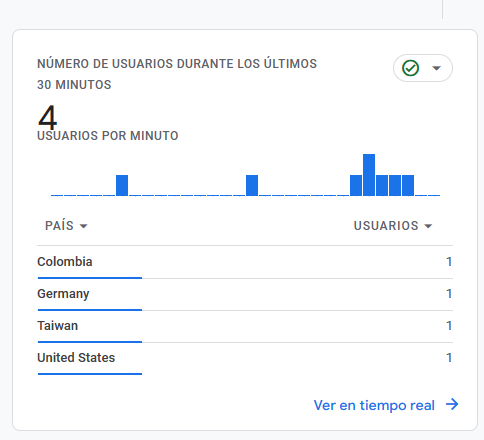 NÚMERO DE USUARIOS DURANTE LOS ÚLTIMOS
30 MINUTOS
4
USUARIOS POR MINUTO
PAÍS USUARIOS
Colombia 1
Germany 1
Taiwan 1
United States 1
Ver en tiempo real